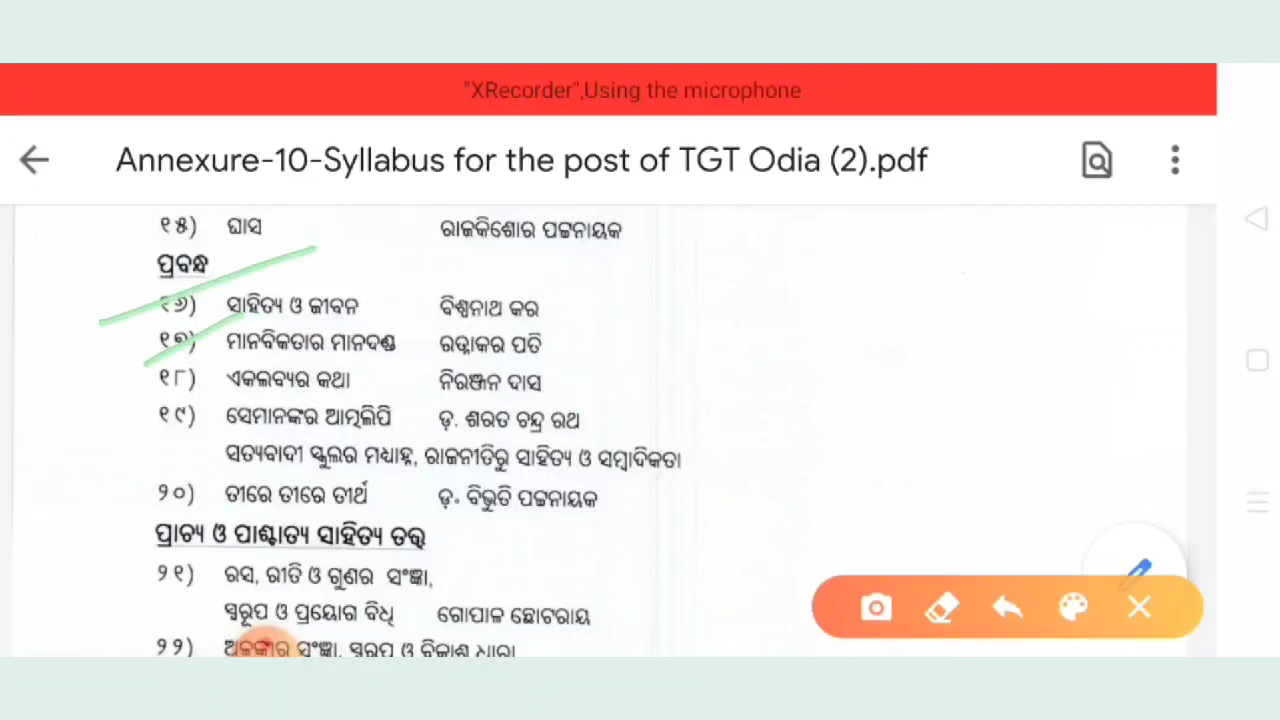 "XRecorder",Using the microphone
Annexure-10-Syllabus for the post of TGT Odia (2).pdf
୧୫) ଘାସ ରାଜକିଶୋର ପଟ୍ଟନାୟକ
ପ୍ରବନ୍ଧ
୧୬) ସାହିତ୍ୟ ଓ ଜୀବନ ବିଶ୍ୱନାଥ କର
୧୭) ମାନବିକତାର ମାନଦଣ୍ଡ ରତ୍ନାକର ପତି
୧୮) ଏକଲବ୍ୟର କଥା ନିରଞ୍ଜନ ଦାସ
୧୯) ସେମାନଙ୍କର ଆତ୍ମଲିପି ଡ଼. ଶରତ ଚନ୍ଦ୍ର ରଥ
ସତ୍ୟବାଦୀ ସ୍କୁଲର ମଧ୍ୟାହ୍ନ, ରାଜନୀତିରୁ ସାହିତ୍ୟ ଓ ସମ୍ବାଦିକତା
୨୦) ତୀରେ ତୀରେ ତୀର୍ଥ ଡ଼. ବିଭୁତି ପଟ୍ଟନାୟକ
ପ୍ରାଚ୍ୟ ଓ ପାଶ୍ଚାତ୍ୟ ସାହିତ୍ୟ ତତ୍ତ୍ୱ
୨୧) ରସ, ରୀତି ଓ ଗୁଣର ସଂଜ୍ଞା,
ସ୍ୱରୂପ ଓ ପ୍ରୟୋଗ ବିଧି ଗୋପାଳ ଛୋଟରାୟ
୨୨) ଅଳଙ୍କାର ସଂଜ୍ଞା, ସ୍ୱରୂପ ଓ ବିକାଶ ଧାରା